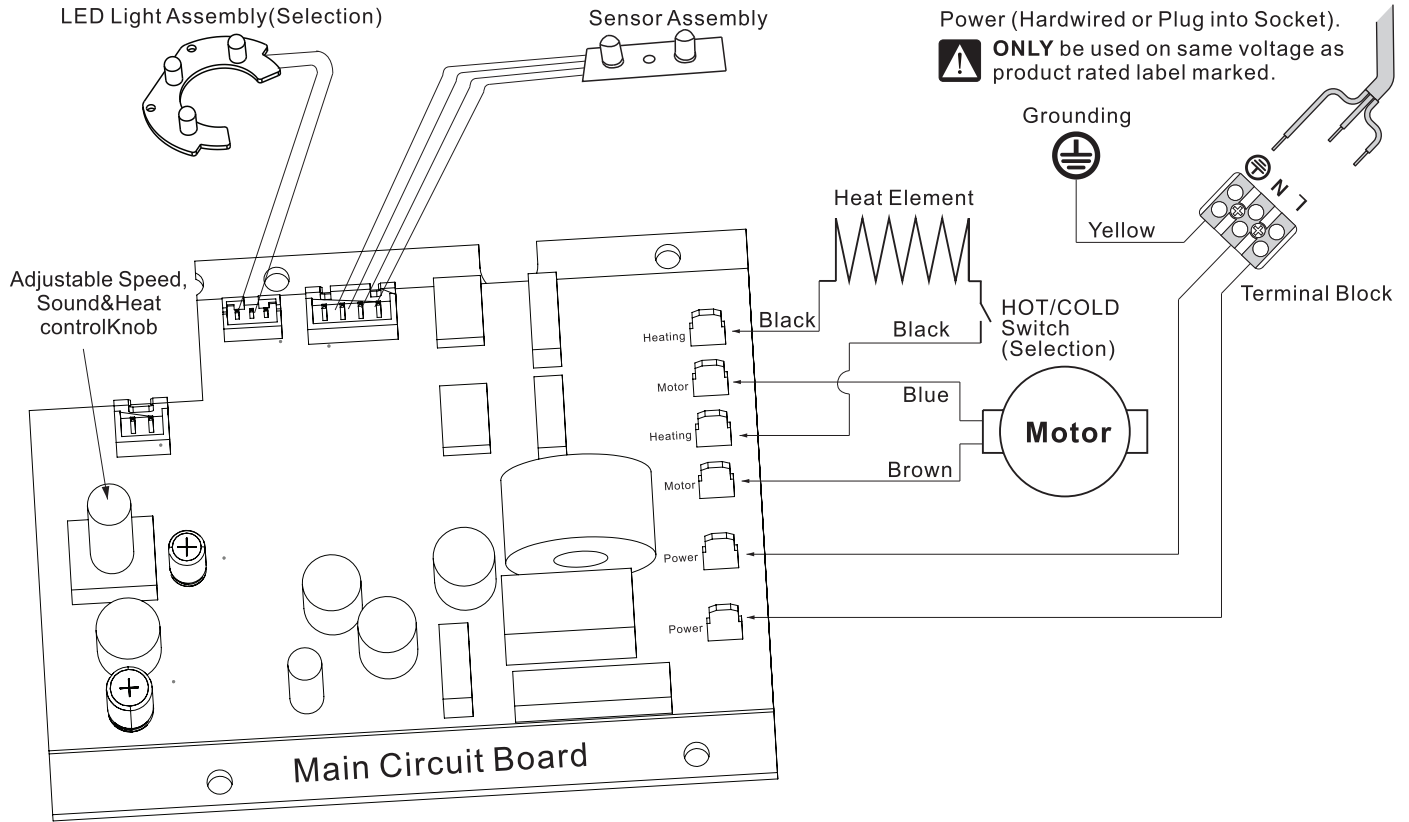 LED Light Assembly(Selection)
Sensor Assembly
Power (Hardwired or Plug into Socket).
ONLY be used on same voltage as
product rated label marked.
Grounding
N
L
Heat Element
Yellow
Adjustable Speed,
Sound&Heat
controlKnob
Terminal Block
HOT/COLD
Switch
(Selection)
Black
Black
Heating
Motor
Blue
Heating
Motor
Brown
Motor
Power
Power
Main Circuit Board